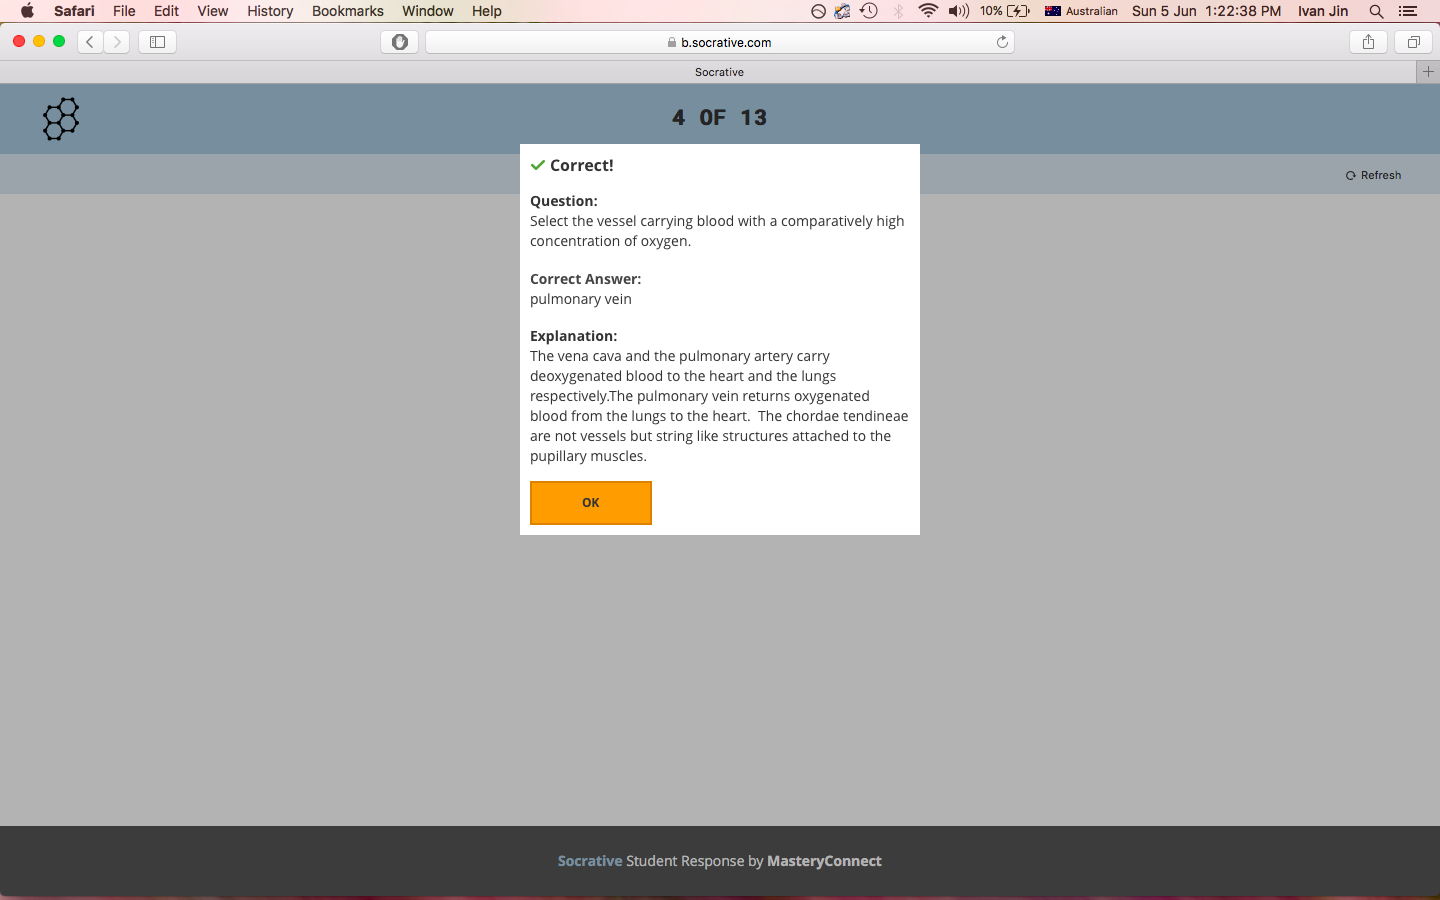 Safari File Edit View History Bookmarks Window Help 10% Australian Sun 5 Jun 1:22:38 PM Ivan Jin
b.socrative.com
Socrative
4 OF 13
Refresh
Correct!
Question:
Select the vessel carrying blood with a comparatively high
concentration of oxygen.
Correct Answer:
pulmonary vein
Explanation:
The vena cava and the pulmonary artery carry
deoxygenated blood to the heart and the lungs
respectively.The pulmonary vein returns oxygenated
blood from the lungs to the heart.  The chordae tendineae
are not vessels but string like structures attached to the
pupillary muscles.
OK
Socrative Student Response by MasteryConnect